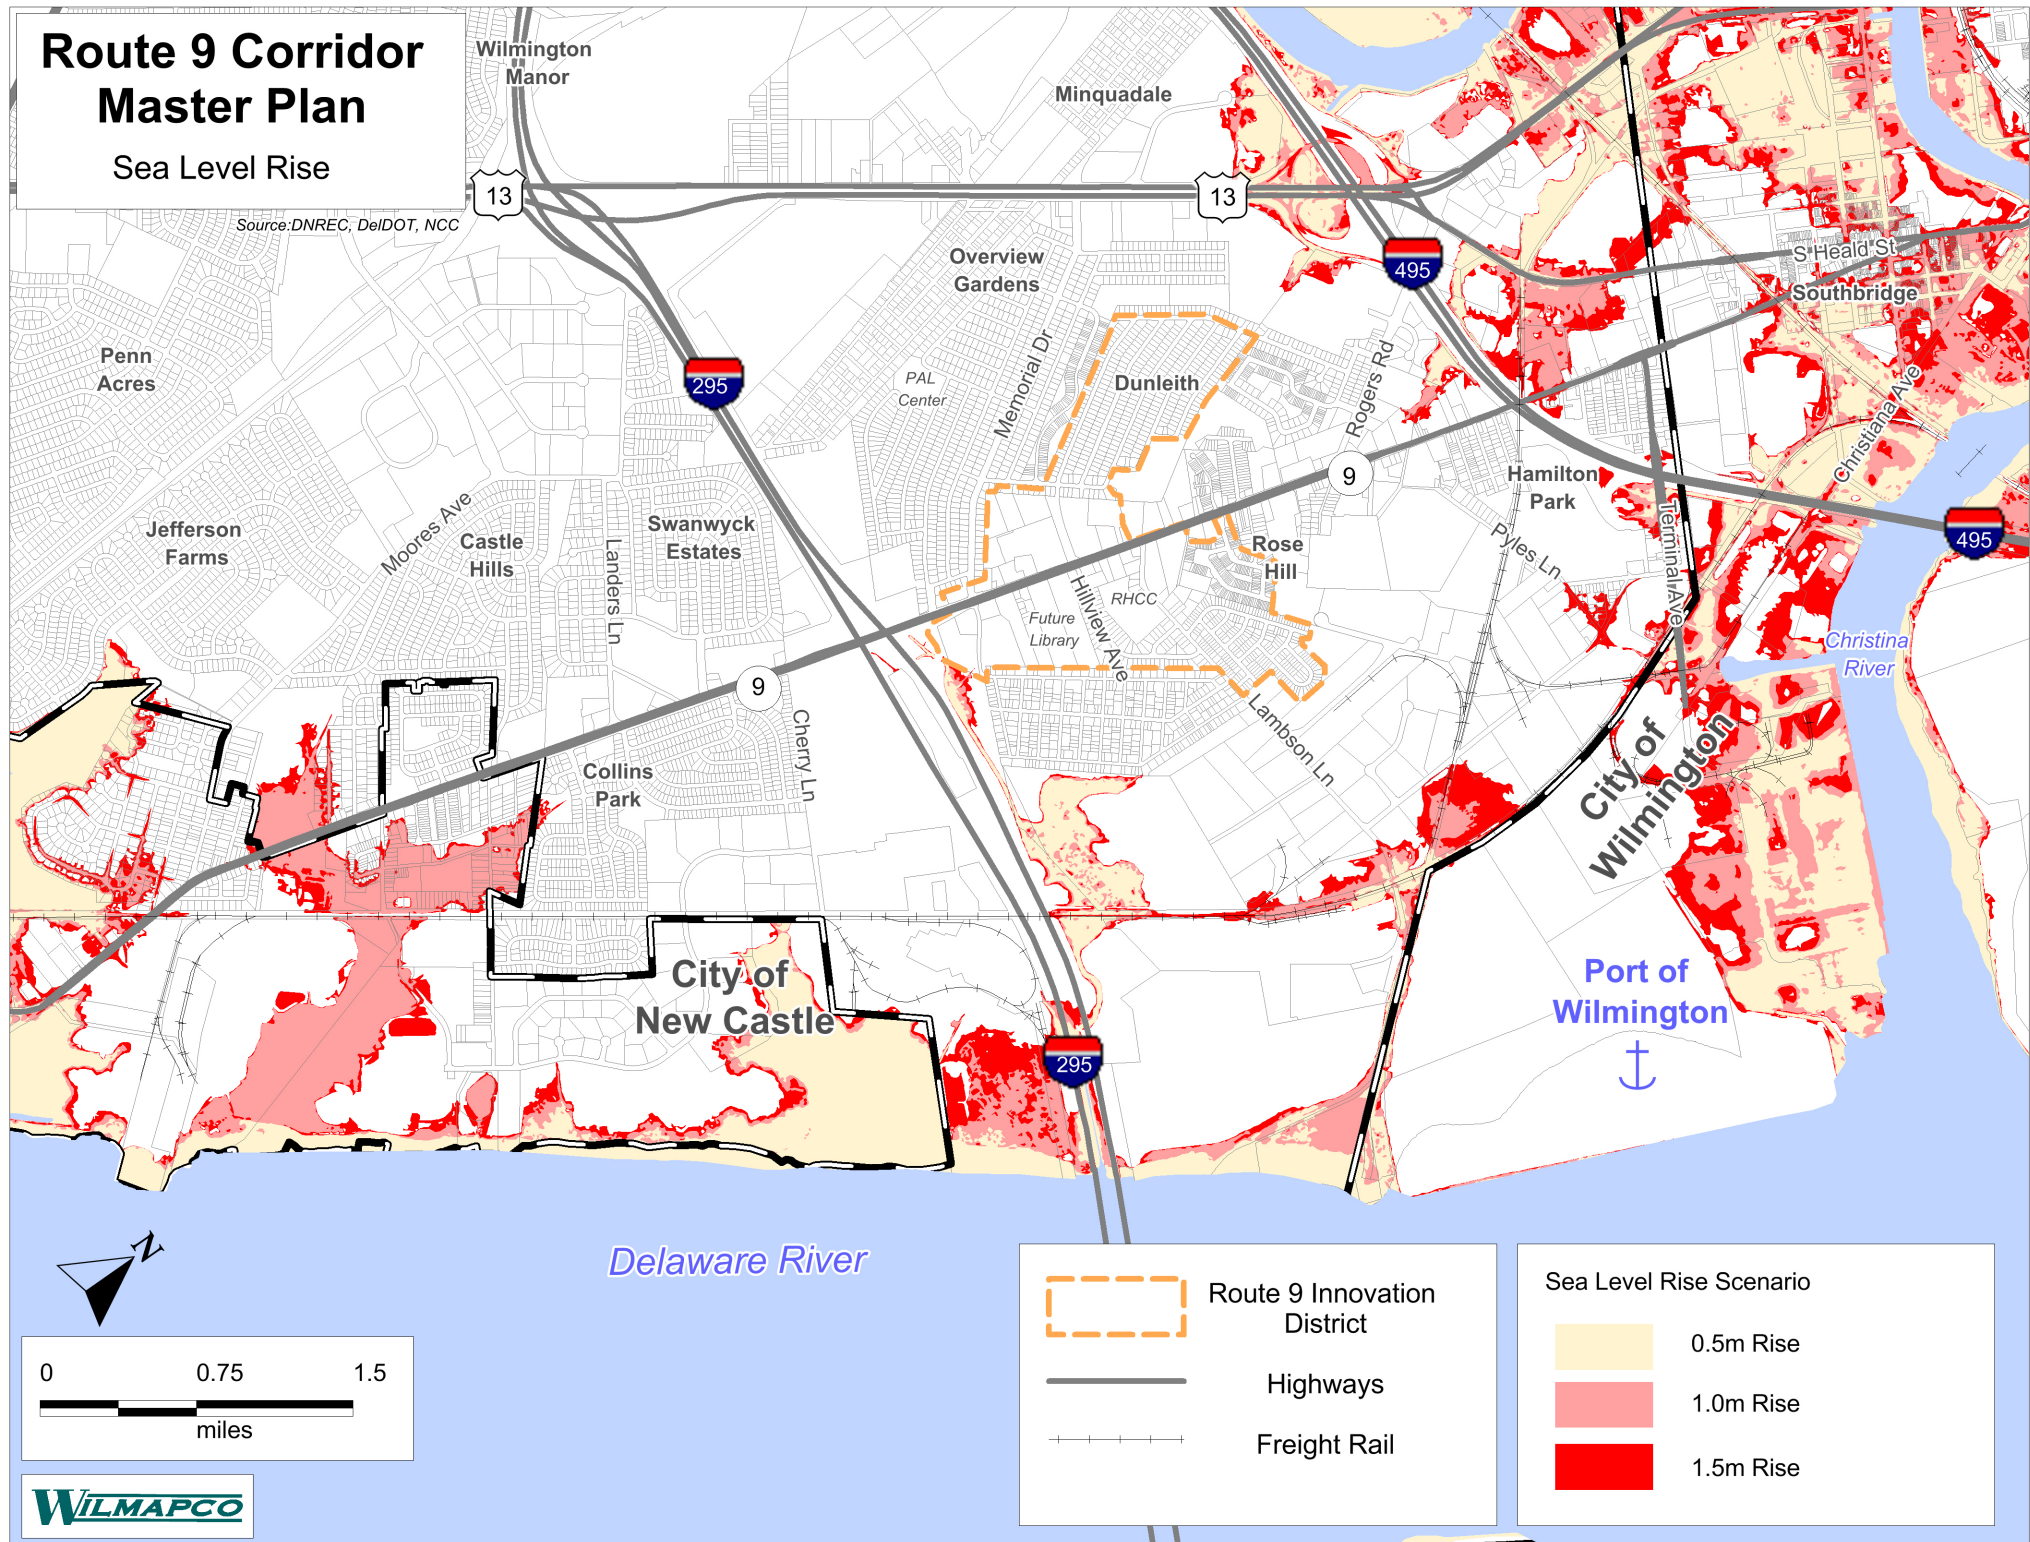 Route 9 Corridor
Master Plan
Sea Level Rise
Source:DNREC, DelDOT, NCC
Wilmington
Manor
Minquadale
13
13
495
S Heald St
Southbridge
Overview
Gardens
Penn
Acres
295
PAL
Center
Memorial Dr
Dunleith
Rogers Rd
Christiana Ave
9
Hamilton
Park
Jefferson
Farms
Moores Ave
Castle
Hills
Landers Ln
Swanwyck
Estates
Rose
Hill
Pyles Ln
Terminal Ave
495
RHCC
Future
Library
Hillview Ave
Christina
River
9
Cherry Ln
Lambson Ln
Collins
Park
City of
Wilmington
City of
New Castle
Port of
Wilmington
295
N
Delaware River
0 0.75 1.5
miles
WILMAPCO
Route 9 Innovation
District
Highways
Freight Rail
Sea Level Rise Scenario
0.5m Rise
1.0m Rise
1.5m Rise